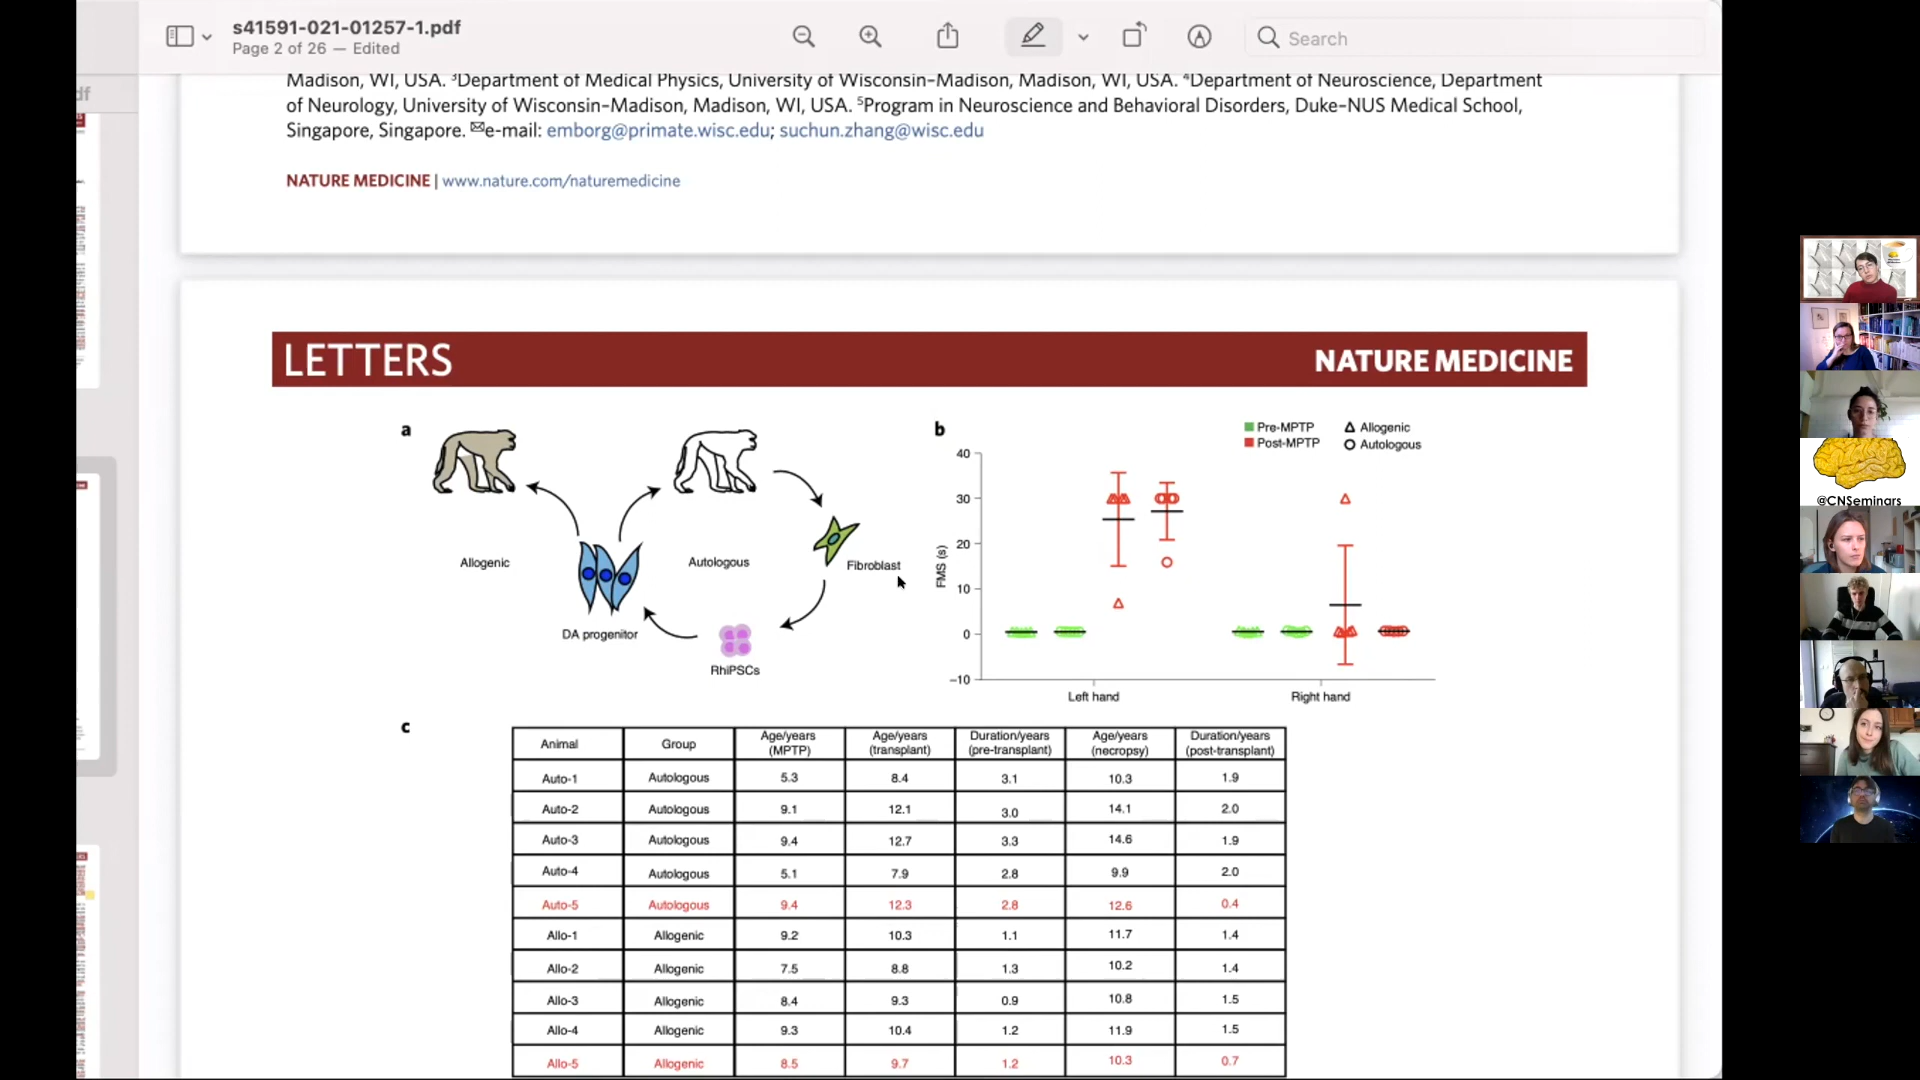 s41591-021-01257-1.pdf
Page 2 of 26 — Edited
Search
df
Madison, WI, USA. ³Department of Medical Physics, University of Wisconsin–Madison, Madison, WI, USA. ⁴Department of Neuroscience, Department
of Neurology, University of Wisconsin–Madison, Madison, WI, USA. ⁵Program in Neuroscience and Behavioral Disorders, Duke–NUS Medical School,
Singapore, Singapore. ✉e-mail: emborg@primate.wisc.edu; suchun.zhang@wisc.edu
NATURE MEDICINE | www.nature.com/naturemedicine
LETTERS NATURE MEDICINE
a
Allogenic
Autologous
Fibroblast
DA progenitor
RhiPSCs
b
Pre-MPTP
Post-MPTP
Allogenic
Autologous
FMS (s)
40
30
20
10
0
–10
Left hand
Right hand
c
Animal Group Age/years (MPTP) Age/years (transplant) Duration/years (pre-transplant) Age/years (necropsy) Duration/years (post-transplant)
Auto-1 Autologous 5.3 8.4 3.1 10.3 1.9
Auto-2 Autologous 9.1 12.1 3.0 14.1 2.0
Auto-3 Autologous 9.4 12.7 3.3 14.6 1.9
Auto-4 Autologous 5.1 7.9 2.8 9.9 2.0
Auto-5 Autologous 9.4 12.3 2.8 12.6 0.4
Allo-1 Allogenic 9.2 10.3 1.1 11.7 1.4
Allo-2 Allogenic 7.5 8.8 1.3 10.2 1.4
Allo-3 Allogenic 8.4 9.3 0.9 10.8 1.5
Allo-4 Allogenic 9.3 10.4 1.2 11.9 1.5
Allo-5 Allogenic 8.5 9.7 1.2 10.3 0.7
@CNSeminars